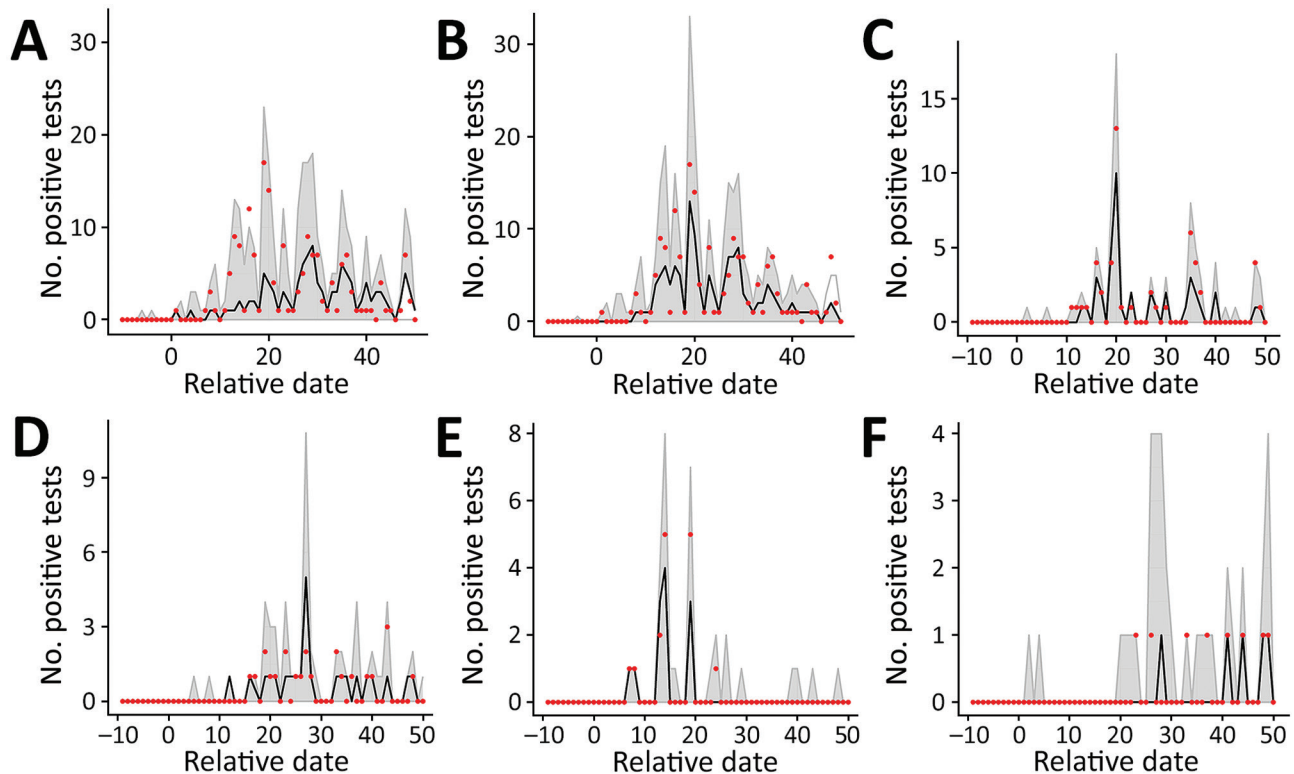 A
No. positive tests
30
20
10
0
0 20 40
Relative date
B
No. positive tests
30
20
10
0
0 20 40
Relative date
C
No. positive tests
15
10
5
0
−10 0 10 20 30 40 50
Relative date
D
No. positive tests
9
6
3
0
−10 0 10 20 30 40 50
Relative date
E
No. positive tests
8
6
4
2
0
−10 0 10 20 30 40 50
Relative date
F
No. positive tests
4
3
2
1
0
−10 0 10 20 30 40 50
Relative date